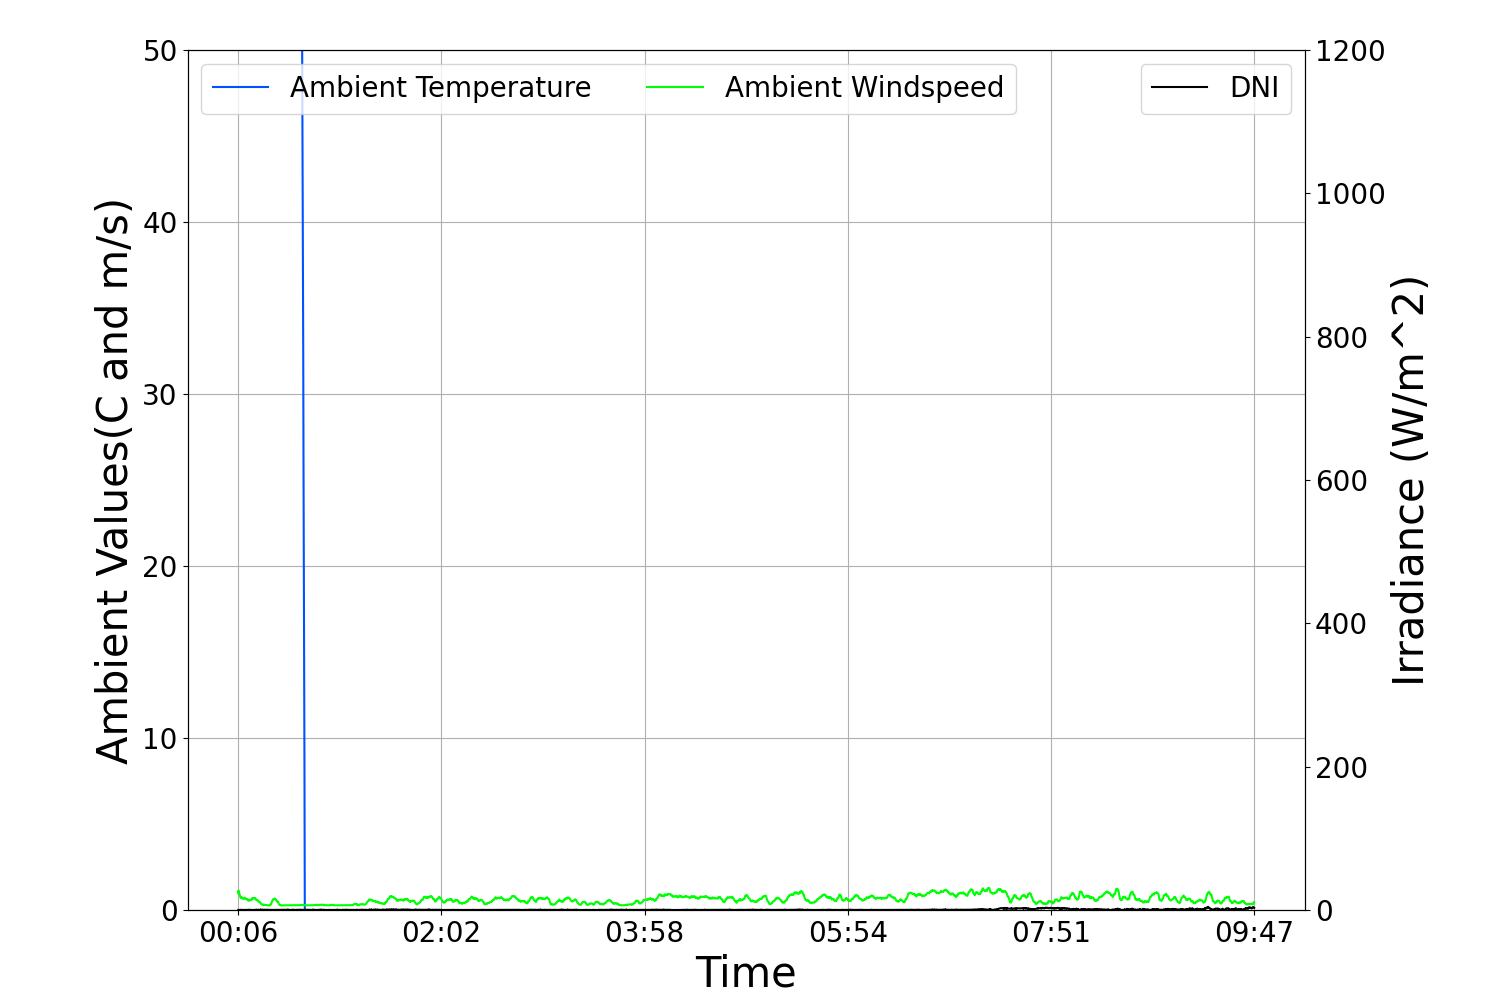 Ambient Temperature Ambient Windspeed DNI
Ambient Values(C and m/s)
50
40
30
20
10
0
1200
1000
800
600
400
200
0
Irradiance (W/m^2)
00:06 02:02 03:58 05:54 07:51 09:47
Time